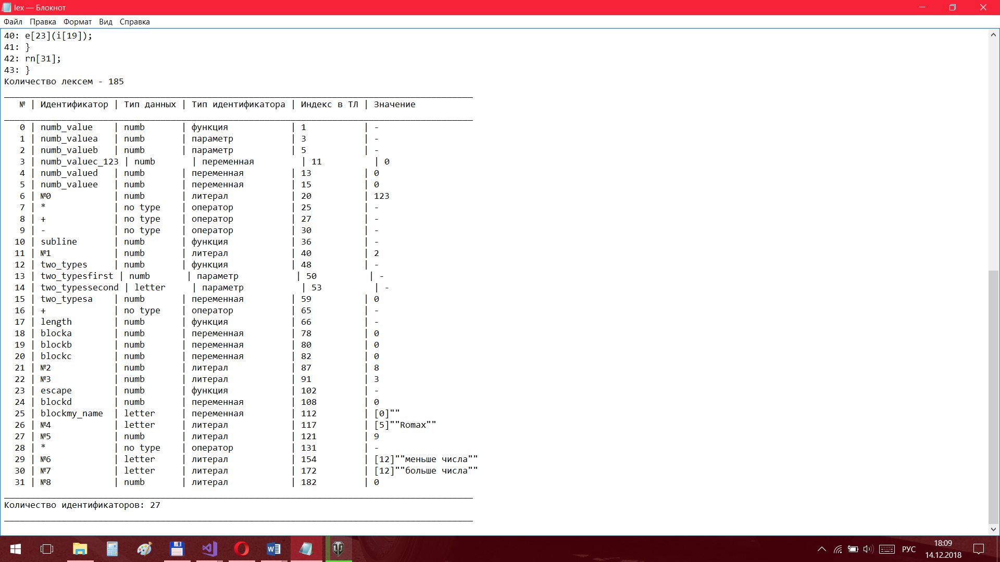 lex — Блокнот
Файл Правка Формат Вид Справка
40: e[23](i[19]);
41: }
42: rn[31];
43: }
Количество лексем - 185
№ | Идентификатор | Тип данных | Тип идентификатора | Индекс в ТЛ | Значение
0 | numb_value | numb | функция | 1 | -
1 | numb_valuea | numb | параметр | 3 | -
2 | numb_valueb | numb | параметр | 5 | -
3 | numb_valuec_123 | numb | переменная | 11 | 0
4 | numb_valued | numb | переменная | 13 | 0
5 | numb_valuee | numb | переменная | 15 | 0
6 | №0 | numb | литерал | 20 | 123
7 | * | no type | оператор | 25 | -
8 | + | no type | оператор | 27 | -
9 | - | no type | оператор | 30 | -
10 | subline | numb | функция | 36 | -
11 | №1 | numb | литерал | 40 | 2
12 | two_types | numb | функция | 48 | -
13 | two_typesfirst | numb | параметр | 50 | -
14 | two_typessecond | letter | параметр | 53 | -
15 | two_typesa | numb | переменная | 59 | 0
16 | + | no type | оператор | 65 | -
17 | length | numb | функция | 66 | -
18 | blocka | numb | переменная | 78 | 0
19 | blockb | numb | переменная | 80 | 0
20 | blockc | numb | переменная | 82 | 0
21 | №2 | numb | литерал | 87 | 8
22 | №3 | numb | литерал | 91 | 3
23 | escape | numb | функция | 102 | -
24 | blockd | numb | переменная | 108 | 0
25 | blockmy_name | letter | переменная | 112 | [0]""
26 | №4 | letter | литерал | 117 | [5]""Romax""
27 | №5 | numb | литерал | 121 | 9
28 | * | no type | оператор | 131 | -
29 | №6 | letter | литерал | 154 | [12]""меньше числа""
30 | №7 | letter | литерал | 172 | [12]""больше числа""
31 | №8 | numb | литерал | 182 | 0
Количество идентификаторов: 27
РУС
18:09
14.12.2018